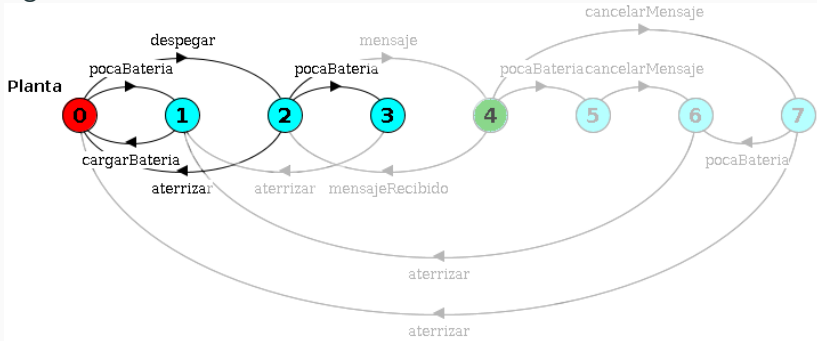 cancelarMensaje
despegar
mensaje
pocaBateria
pocaBateria
pocaBateria
cancelarMensaje
Planta
0
1
2
3
4
5
6
7
cargarBateria
pocaBateria
aterrizar
aterrizar
mensajeRecibido
aterrizar
aterrizar